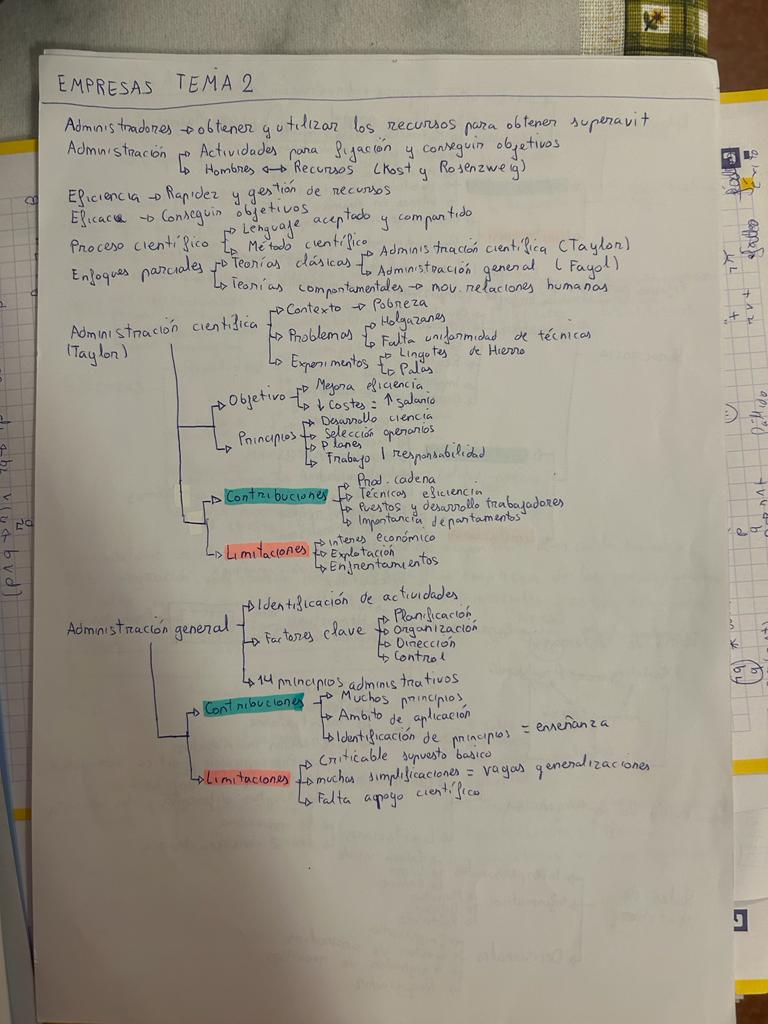 EMPRESAS TEMA 2
Administradores → obtener y utilizar los recursos para obtener superavit
Administración → Actividades para fijación y conseguir objetivos
→ Hombres ↔ Recursos (Kost y Rosenzweig)
Eficiencia → Rapidez y gestión de recursos
Eficacia → Conseguir objetivos
Proceso científico → Lenguaje aceptado y compartido
→ Método científico
Enfoques parciales → Teorías clásicas → Administración científica (Taylor)
→ Administración general (Fayol)
→ Teorías comportamentales → nov. relaciones humanas
Administración científica (Taylor)
→ Contexto → Pobreza
→ Problemas → Holgazanes
→ Falta uniformidad de técnicas
→ Experimentos → Lingotes de Hierro
→ Palas
→ Objetivo → Mejora eficiencia
→ ↓ Costes = ↑ salario
→ Principios → Desarrollo ciencia
→ Selección operarios
→ Planes
→ Trabajo / responsabilidad
→ Contribuciones → Prod. cadena
→ Técnicas eficiencia
→ Puestos y desarrollo trabajadores
→ Importancia departamentos
→ Limitaciones → interes económico
→ Explotación
→ Enfrentamientos
Administración general → Identificación de actividades
→ Factores clave → Planificación
→ Organización
→ Dirección
→ Control
→ 14 principios administrativos
→ Contribuciones → Muchos principios
→ Ambito de aplicación
→ Identificación de principios = enseñanza
→ Limitaciones → Criticable supuesto basico
→ muchas simplificaciones = vagas generalizaciones
→ Falta apoyo científico